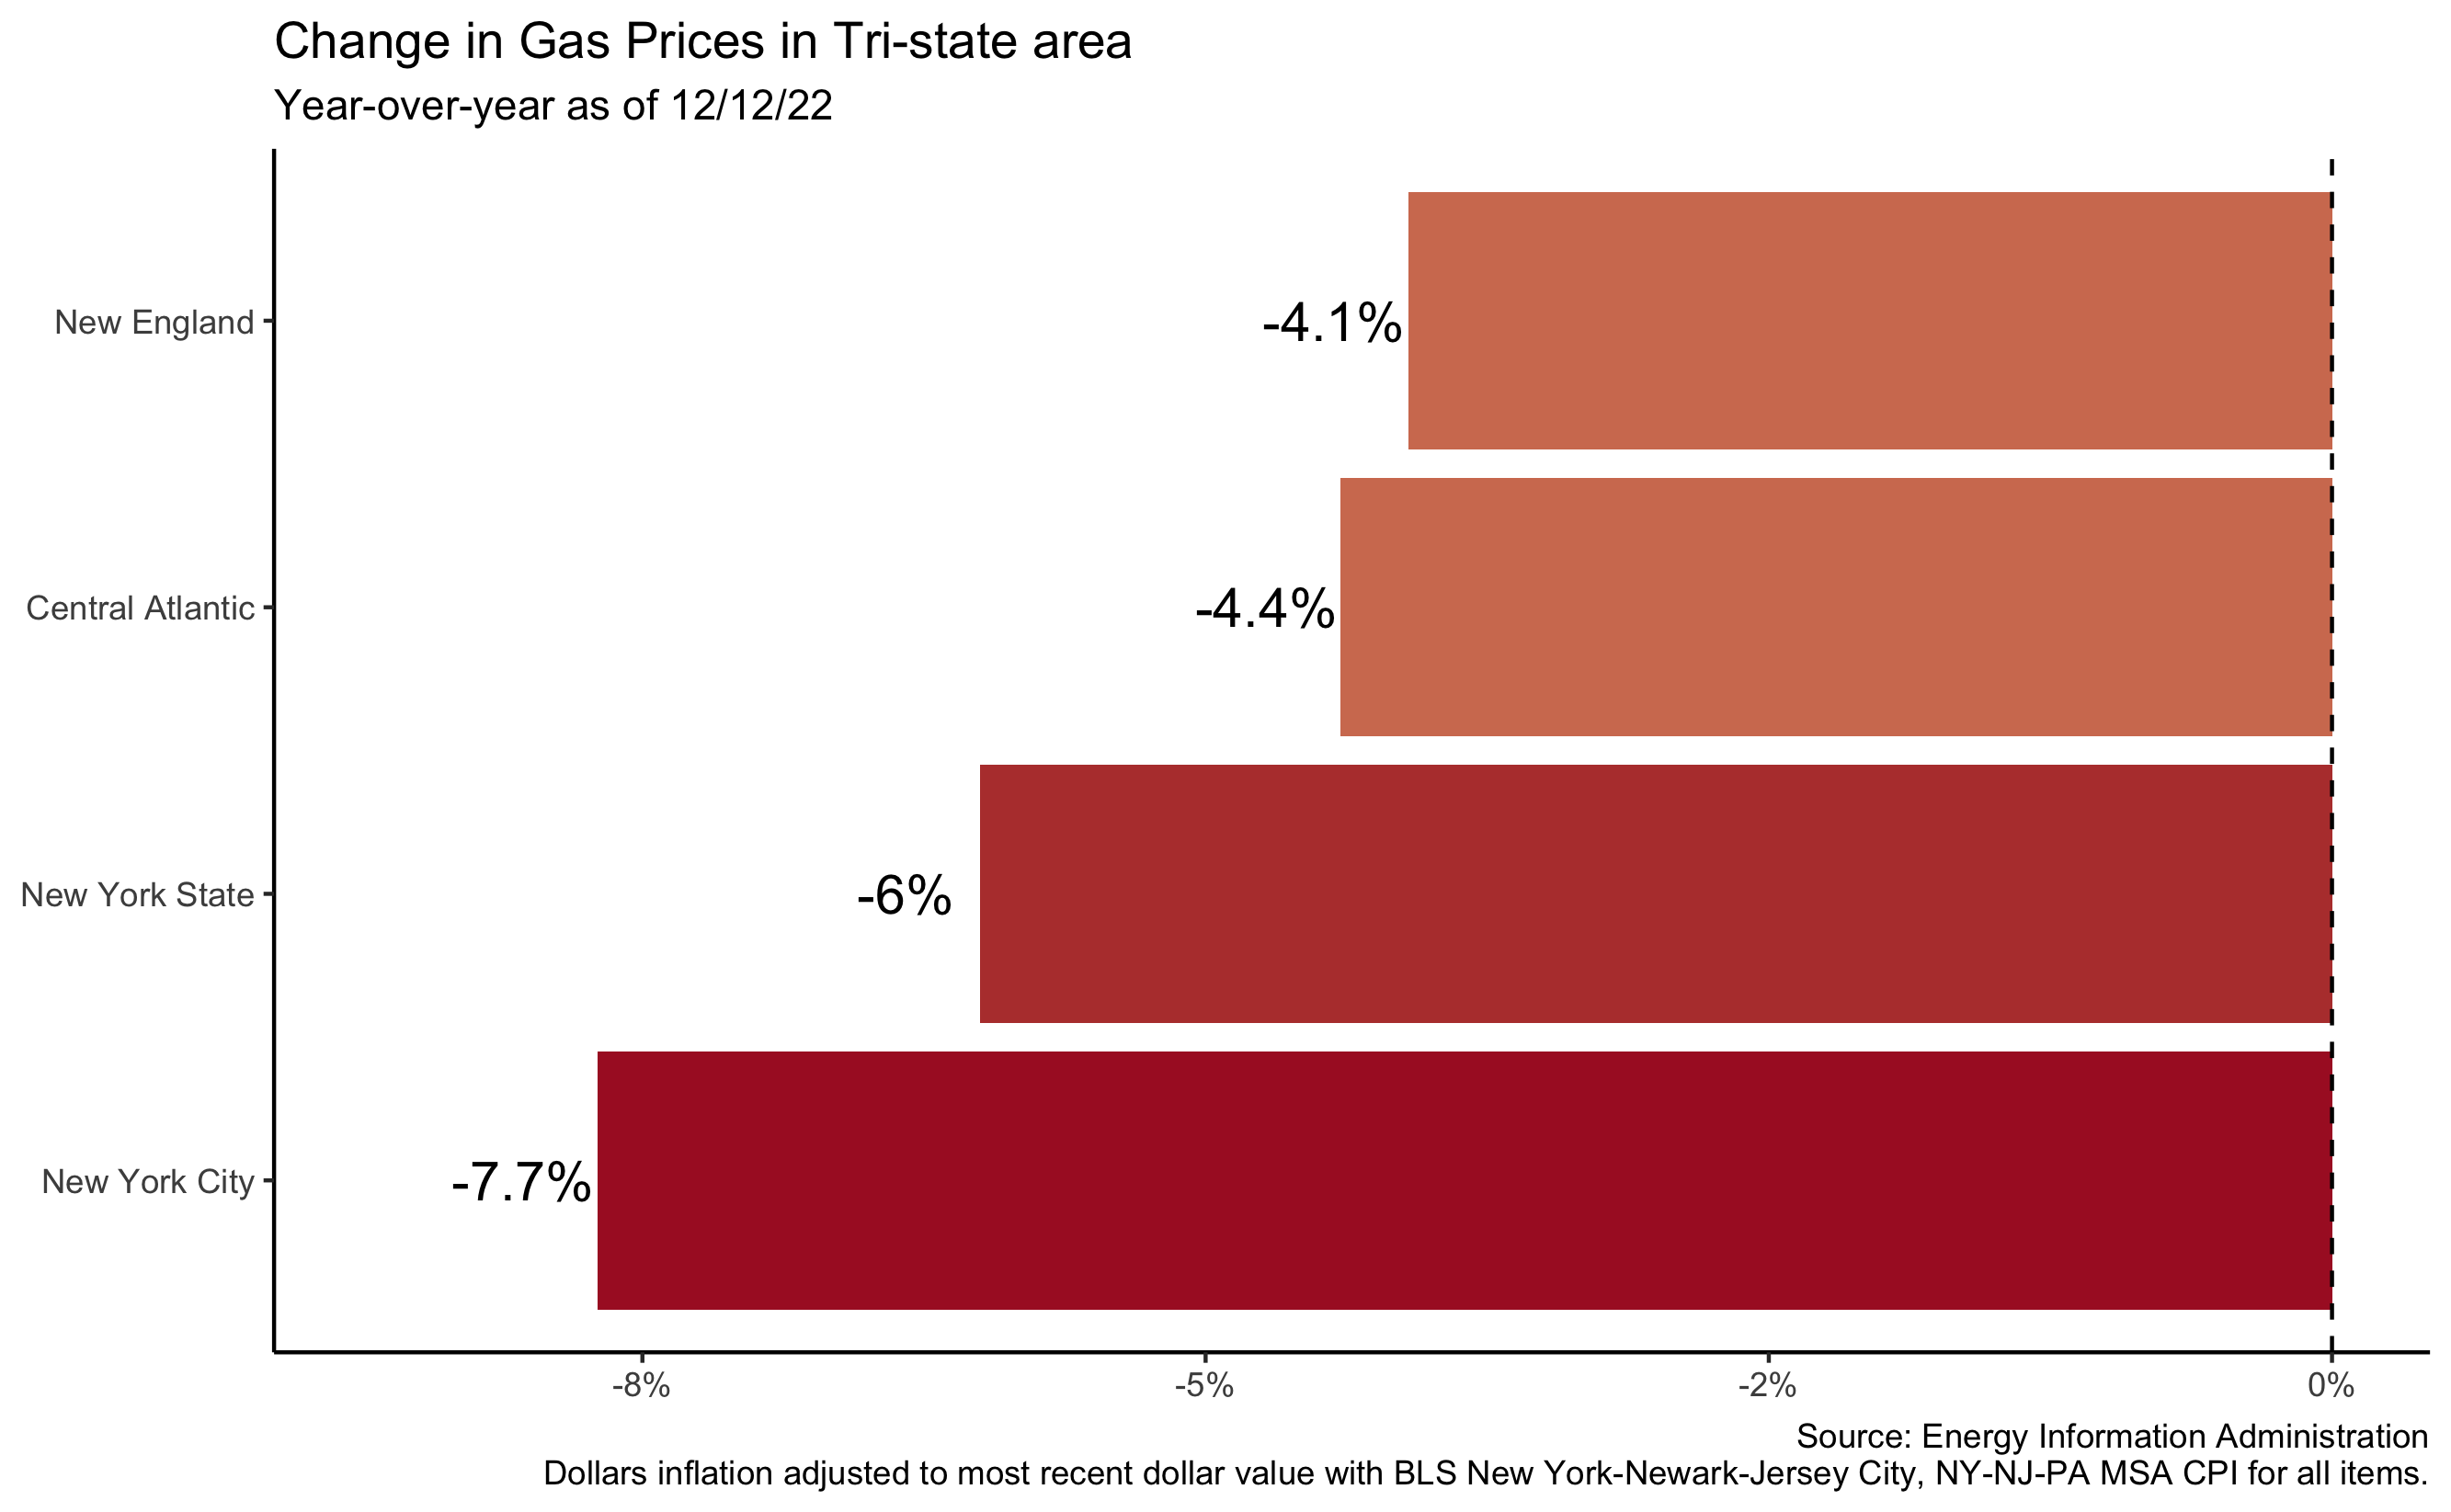 Change in Gas Prices in Tri-state area
Year-over-year as of 12/12/22
New England
-4.1%
Central Atlantic
-4.4%
New York State
-6%
New York City
-7.7%
-8%
-5%
-2%
0%
Source: Energy Information Administration
Dollars inflation adjusted to most recent dollar value with BLS New York-Newark-Jersey City, NY-NJ-PA MSA CPI for all items.